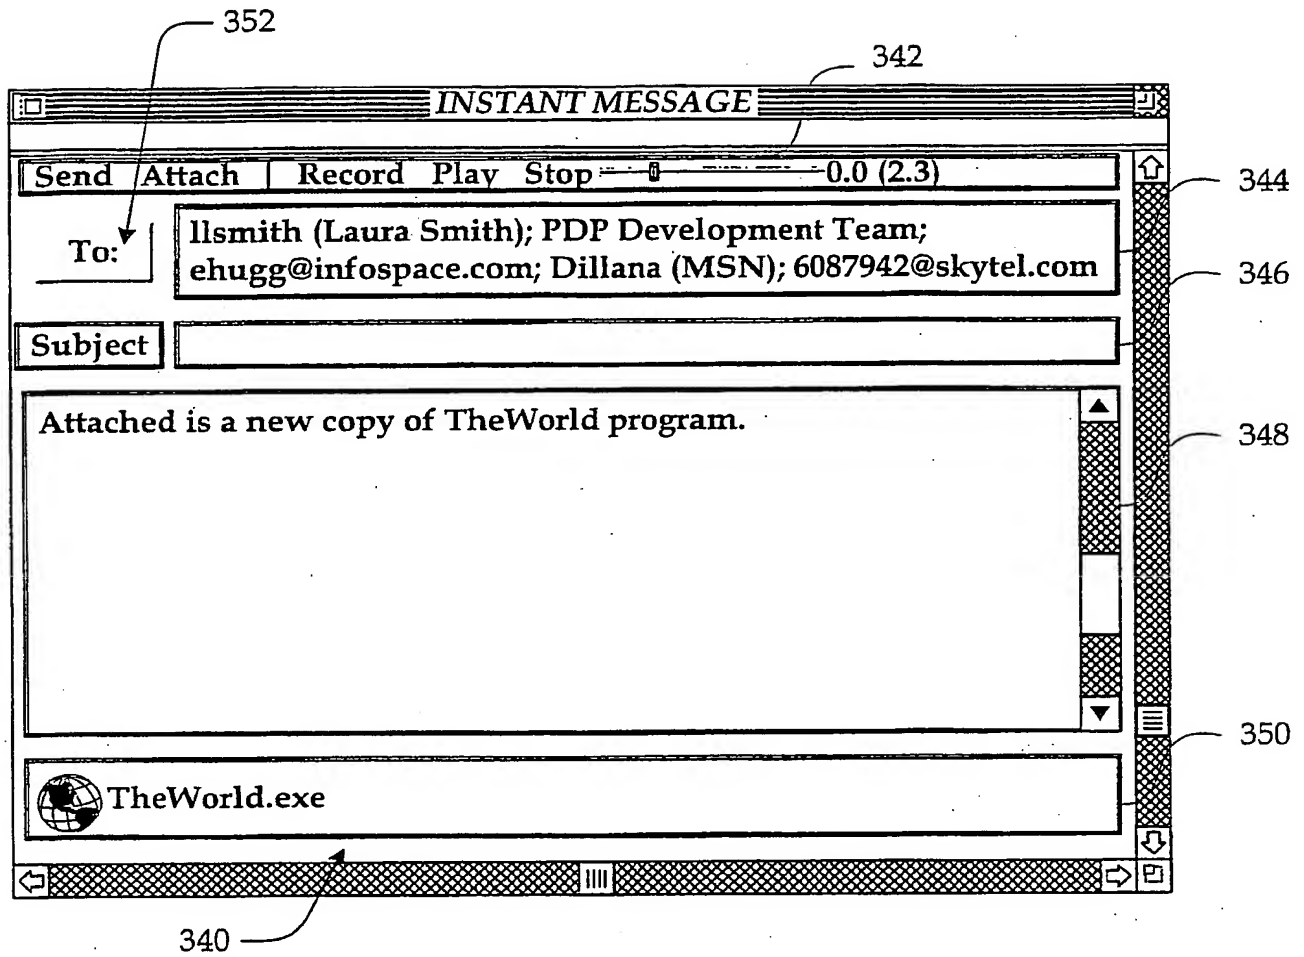 352
342
INSTANT MESSAGE
Send Attach Record Play Stop 0.0 (2.3)
344
To:
llsmith (Laura Smith); PDP Development Team;
ehugg@infospace.com; Dillana (MSN); 6087942@skytel.com
346
Subject
Attached is a new copy of TheWorld program.
348
350
TheWorld.exe
340